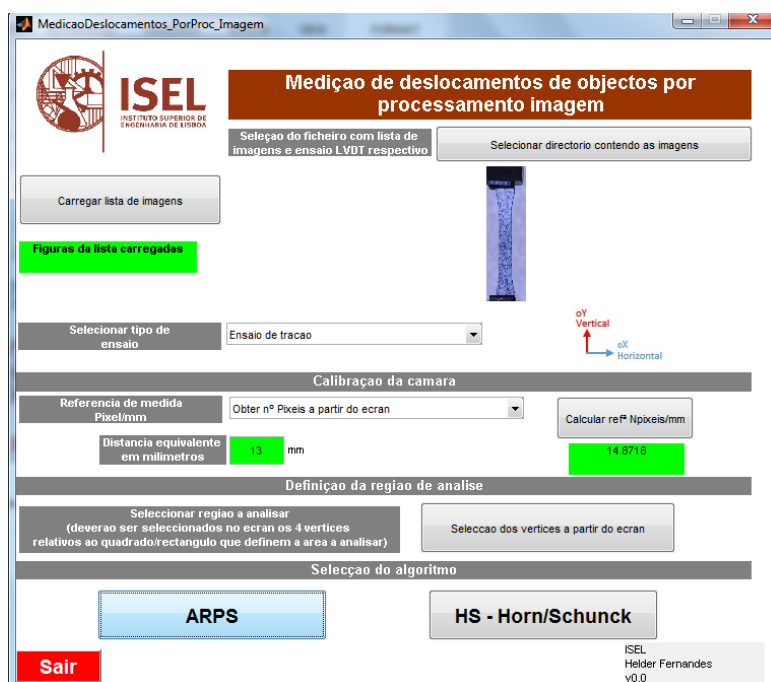 MedicaoDeslocamentos_PorProc_Imagem
ISEL
INSTITUTO SUPERIOR DE
ENGENHARIA DE LISBOA
Mediçao de deslocamentos de objectos por
processamento imagem
Seleçao do ficheiro com lista de
imagens e ensaio LVDT respectivo
Selecionar directorio contendo as imagens
Carregar lista de imagens
Figuras da lista carregadas
Selecionar tipo de
ensaio
Ensaio de tracao
oY
Vertical
oX
Horizontal
Calibraçao da camara
Referencia de medida
Pixel/mm
Obter nº Pixeis a partir do ecran
Calcular refª Npixeis/mm
Distancia equivalente
em milimetros
13 mm
14.8718
Definiçao da regiao de analise
Seleccionar regiao a analisar
(deverao ser seleccionados no ecran os 4 vertices
relativos ao quadrado/rectangulo que definem a area a analisar)
Seleccao dos vertices a partir do ecran
Selecçao do algoritmo
ARPS
HS - Horn/Schunck
Sair
ISEL
Helder Fernandes
v0.0